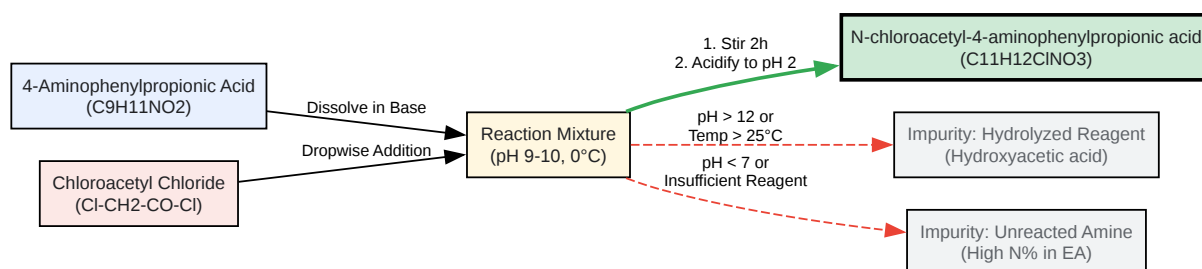 4-Aminophenylpropionic Acid
(C9H11NO2)
Chloroacetyl Chloride
(Cl-CH2-CO-Cl)
Dissolve in Base
Dropwise Addition
Reaction Mixture
(pH 9-10, 0°C)
1. Stir 2h
2. Acidify to pH 2
pH > 12 or
Temp > 25°C
pH < 7 or
Insufficient Reagent
N-chloroacetyl-4-aminophenylpropionic acid
(C11H12ClNO3)
Impurity: Hydrolyzed Reagent
(Hydroxyacetic acid)
Impurity: Unreacted Amine
(High N% in EA)